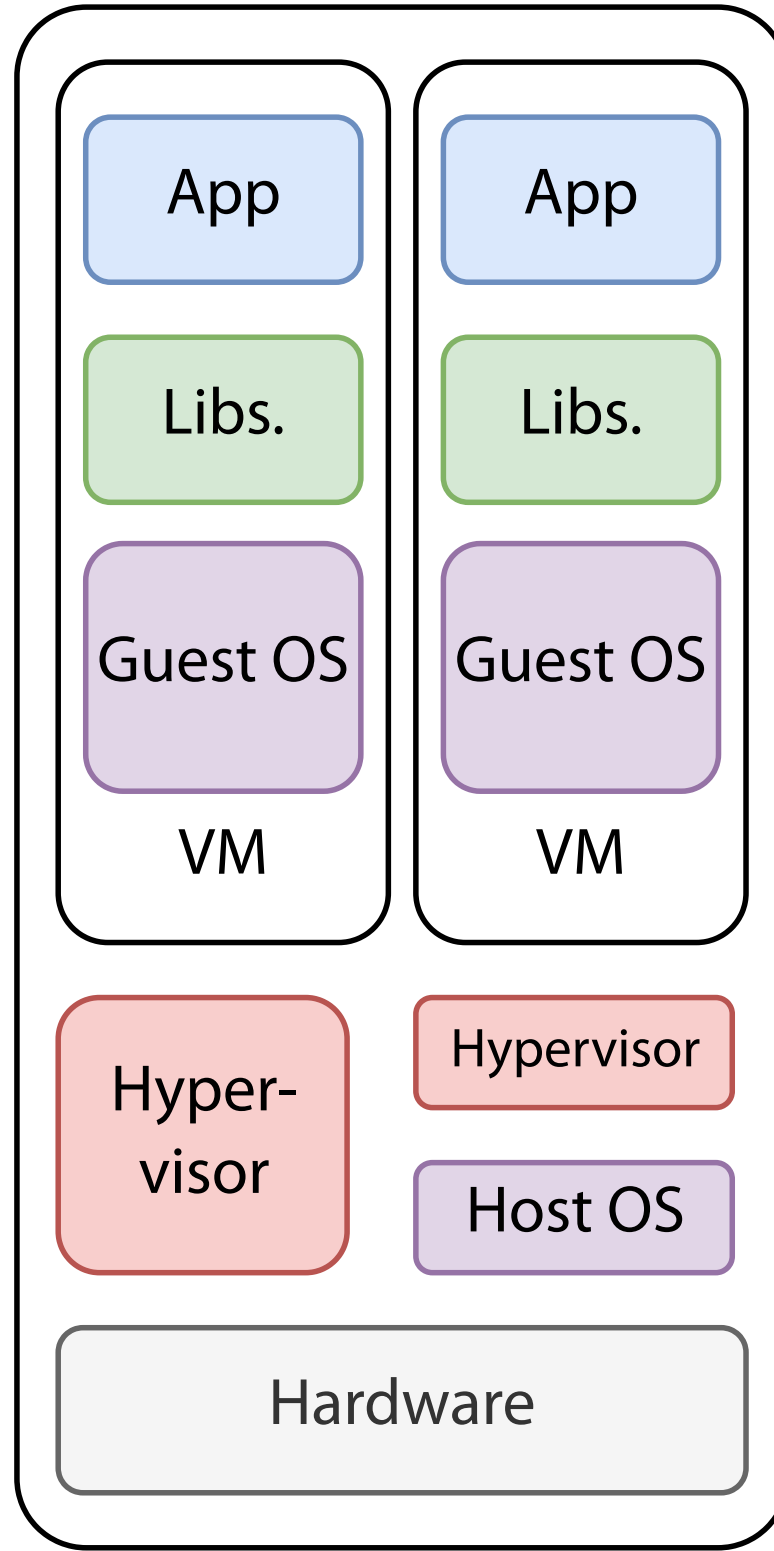 App
App
Libs.
Libs.
Guest OS
Guest OS
VM
VM
Hyper-
visor
Hypervisor
Host OS
Hardware